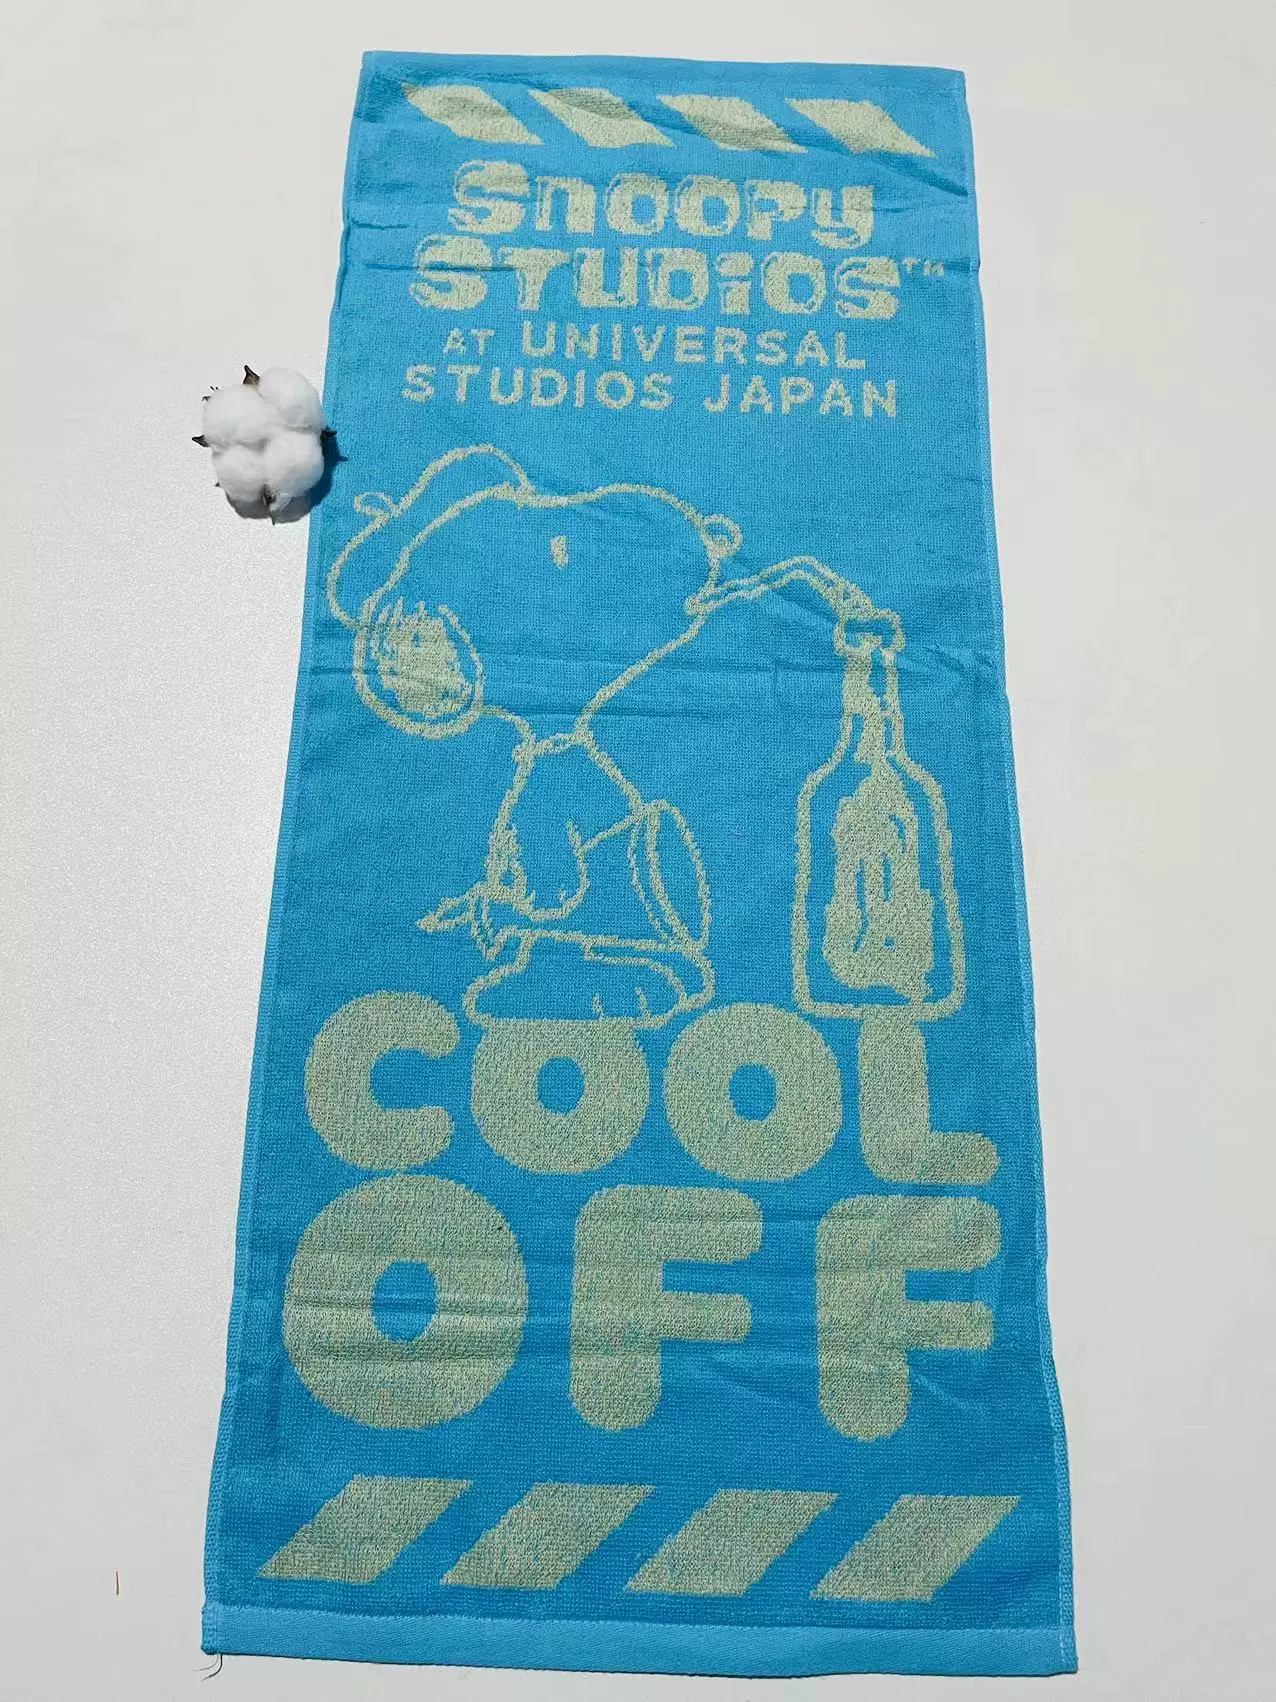 Snoopy
STUDIOS™
AT UNIVERSAL
STUDIOS JAPAN
COOL
OFF